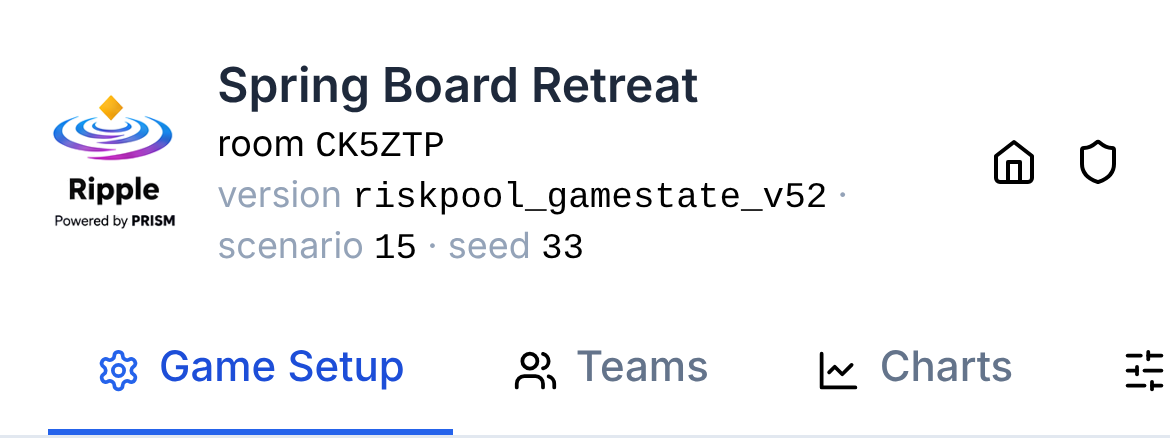 Spring Board Retreat
room CK5ZTP
version riskpool_gamestate_v52 ·
scenario 15 · seed 33
Ripple
Powered by PRISM
Game Setup
Teams
Charts